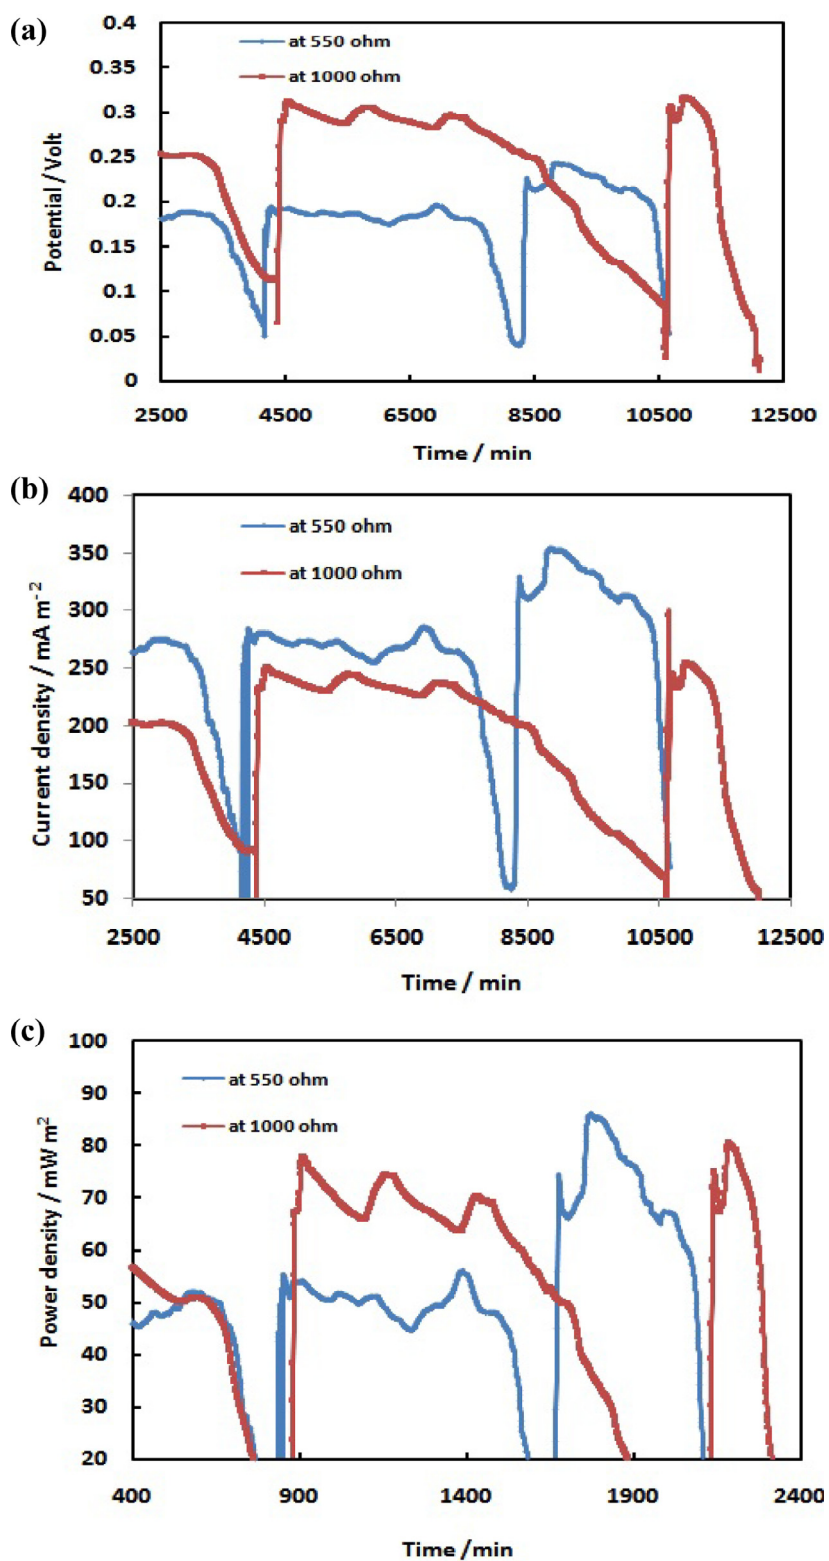 (a)
0.4
0.35
0.3
0.25
0.2
0.15
0.1
0.05
0
Potential / Volt
at 550 ohm
at 1000 ohm
2500 4500 6500 8500 10500 12500
Time / min
(b)
400
350
300
250
200
150
100
50
Current density / mA m⁻²
at 550 ohm
at 1000 ohm
2500 4500 6500 8500 10500 12500
Time / min
(c)
100
90
80
70
60
50
40
30
20
Power density / mW m²
at 550 ohm
at 1000 ohm
400 900 1400 1900 2400
Time /min